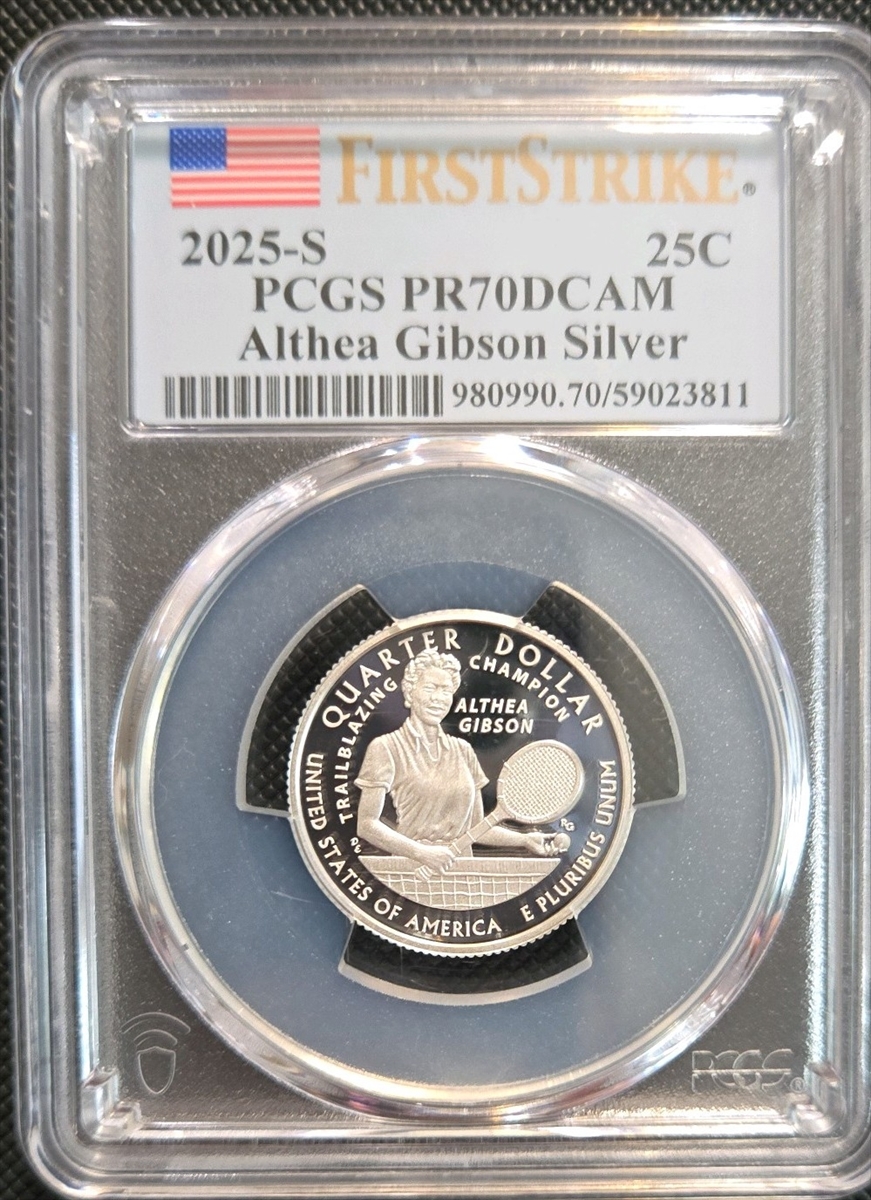 FIRSTSTRIKE®
2025-S 25C
PCGS PR70DCAM
Althea Gibson Silver
980990.70/59023811
QUARTER DOLLAR
TRAILBLAZING CHAMPION
ALTHEA
GIBSON
UNITED STATES OF AMERICA
E PLURIBUS UNUM
RG
PCGS®